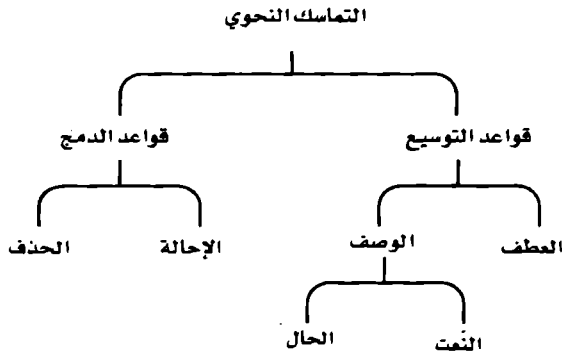 التماسك النحوي
قواعد التوسيع
قواعد الدمج
العطف
الوصف
الإحالة
الحذف
النّعت
الحال